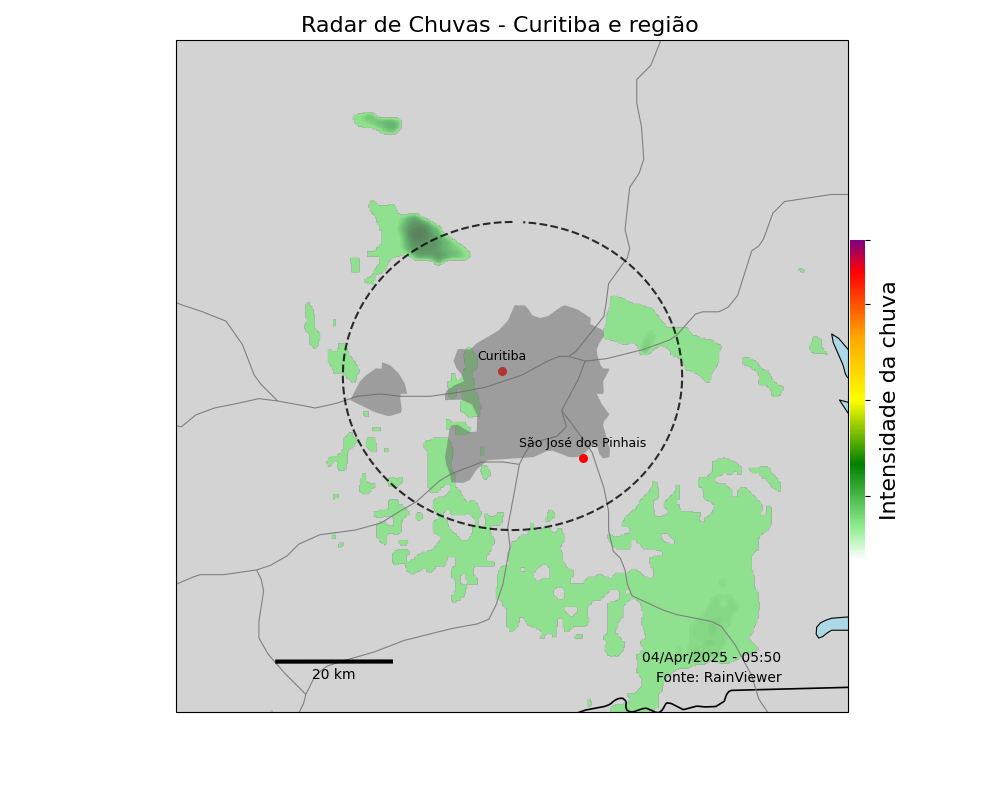 Radar de Chuvas - Curitiba e região
Curitiba
São José dos Pinhais
Intensidade da chuva
04/Apr/2025 - 05:50
20 km
Fonte: RainViewer